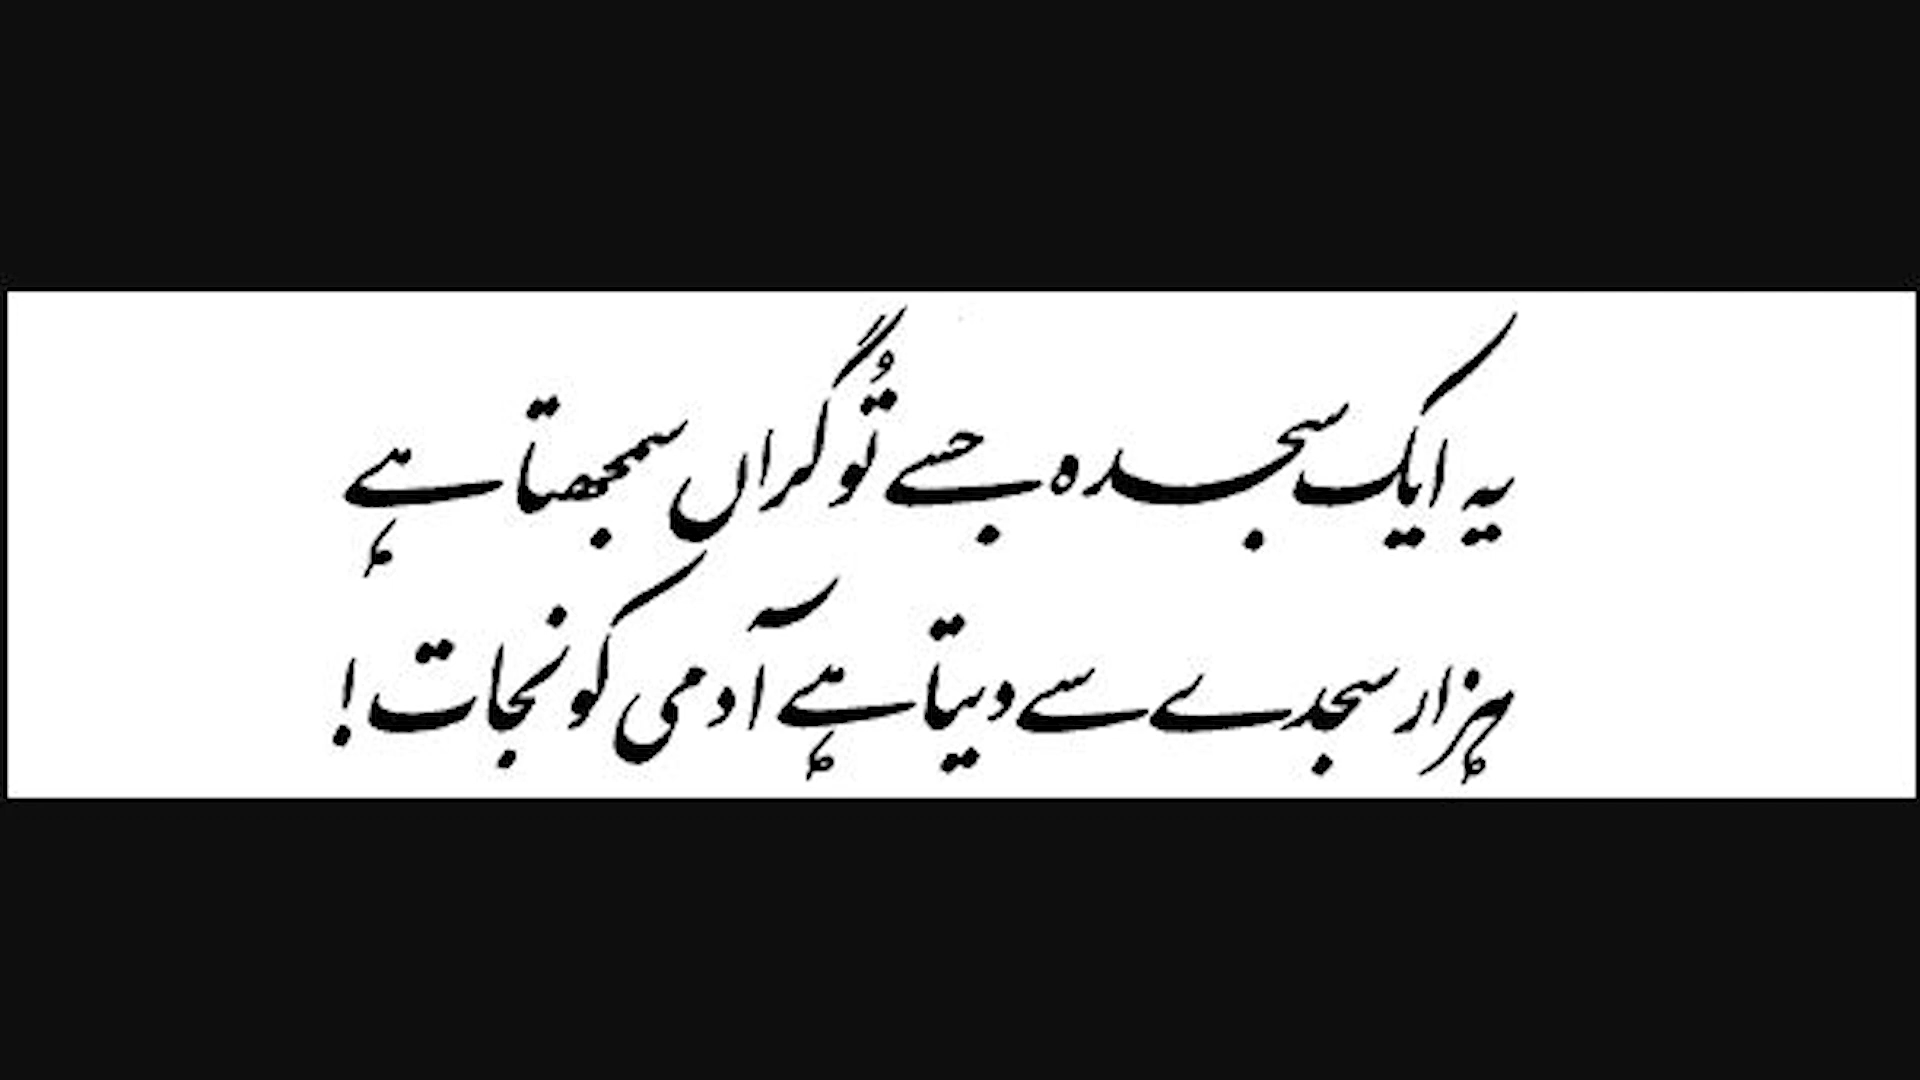 یہ ایک سجدہ جسے تُو گراں سمجھتا ہے
ہزار سجدے سے دیتا ہے آدمی کو نجات!